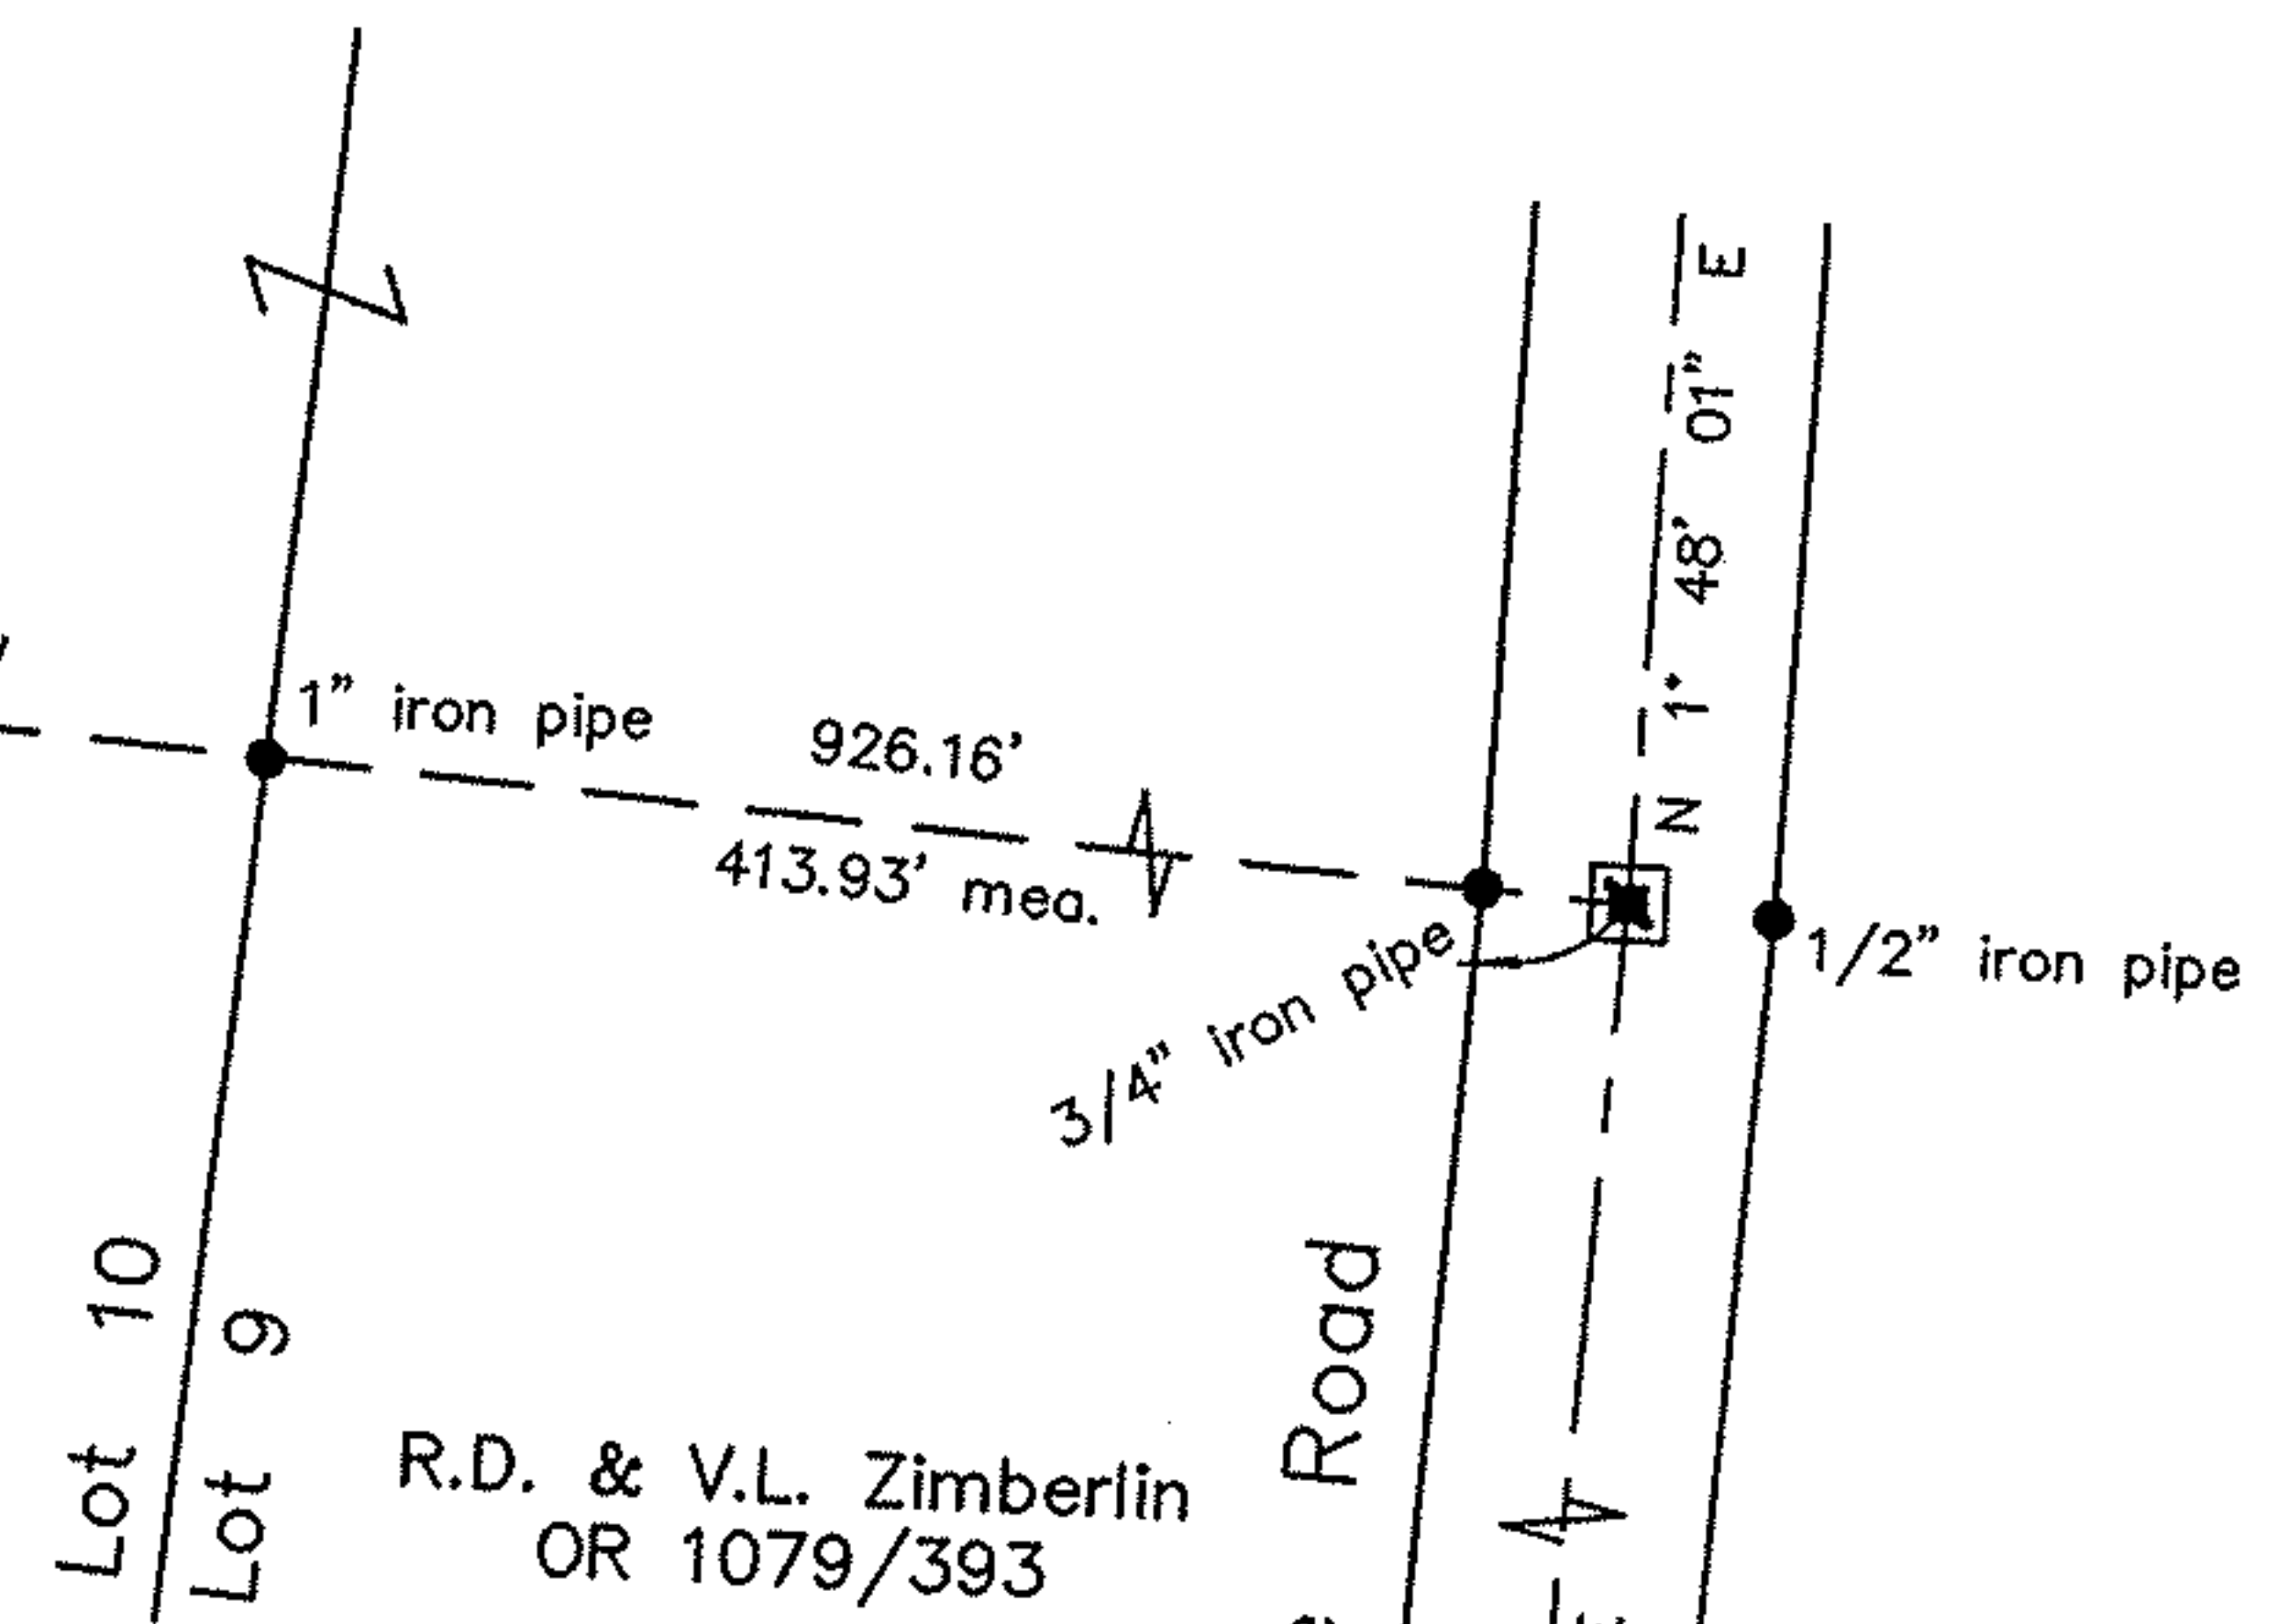 N 1° 48' 01" E
1" iron pipe
926.16'
413.93' mea.
3/4" iron pipe
1/2" iron pipe
Lot 10
Lot 9
Road
R.D. & V.L. Zimberlin
OR 1079/393